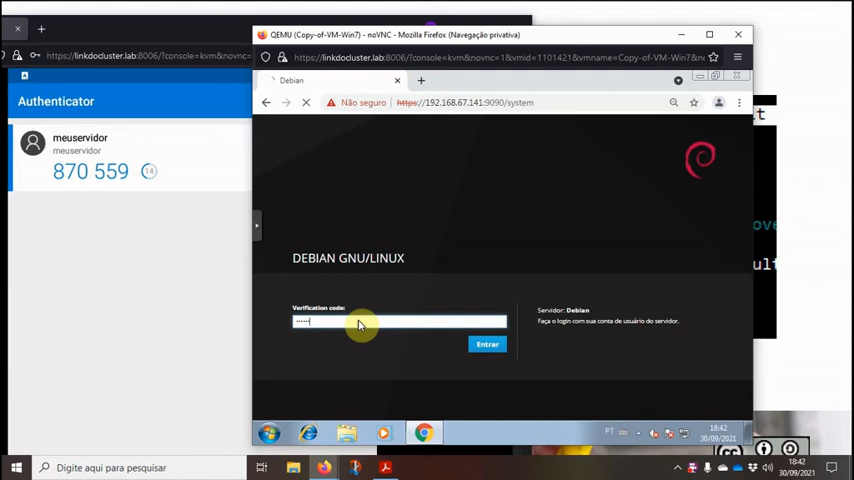 QEMU (Copy-of-VM-Win7) - noVNC - Mozilla Firefox (Navegação privativa)
https://linkdocluster.lab:8006/?console=kvm&novnc=
https://linkdocluster.lab:8006/?console=kvm&novnc=1&vmid=1101421&vmname=Copy-of-VM-Win7&
A
Debian
Authenticator
Não seguro
https://192.168.67.141:9090/system
meuservidor
meuservidor
870 559
14
DEBIAN GNU/LINUX
Verification code:
Servidor: Debian
Faça o login com sua conta de usuário do servidor.
Entrar
PT
18:42
30/09/2021
Digite aqui para pesquisar
18:42
30/09/2021